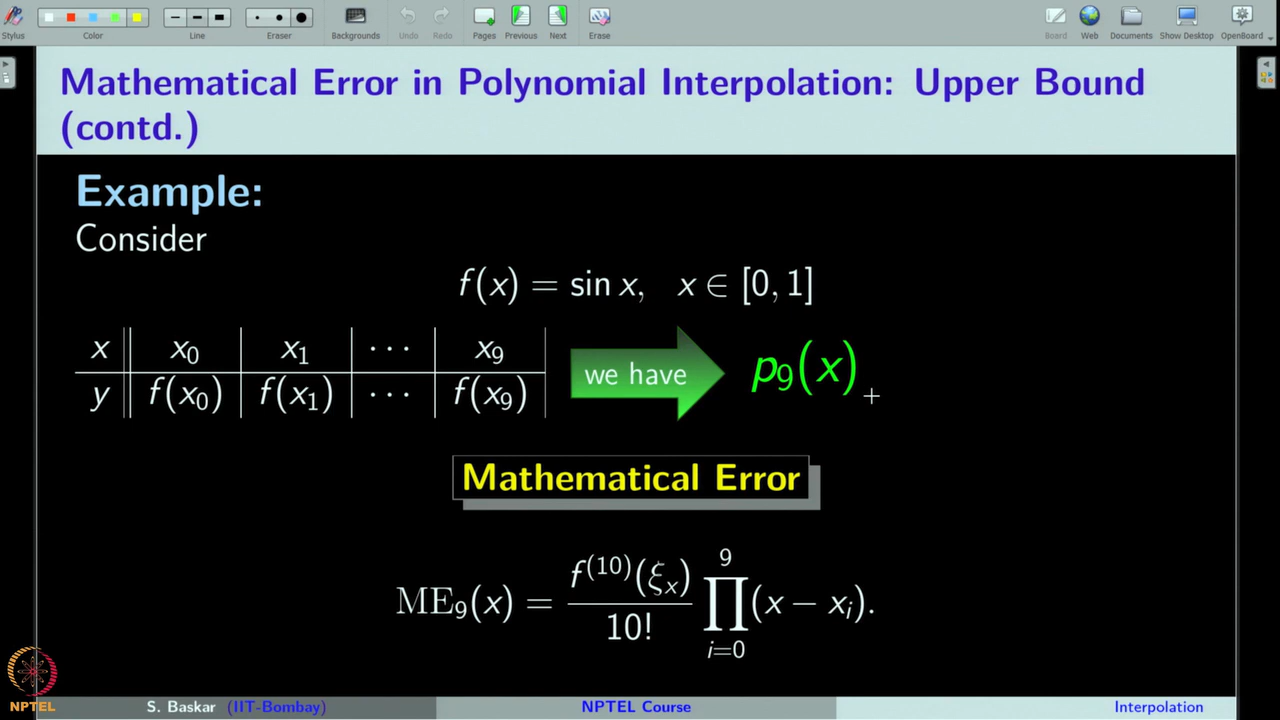 Stylus Color Line Eraser Backgrounds Undo Redo Pages Previous Next Erase Board Web Documents Show Desktop OpenBoard
Mathematical Error in Polynomial Interpolation: Upper Bound
(contd.)
Example:
Consider
f(x) = sin x, x ∈ [0, 1]
x x₀ x₁ ··· x₉
y f(x₀) f(x₁) ··· f(x₉)
we have
p₉(x)
Mathematical Error
ME₉(x) = f⁽¹⁰⁾(ξₓ)/10! ∏_{i=0}^{9} (x − xᵢ).
NPTEL
S. Baskar (IIT-Bombay) NPTEL Course Interpolation